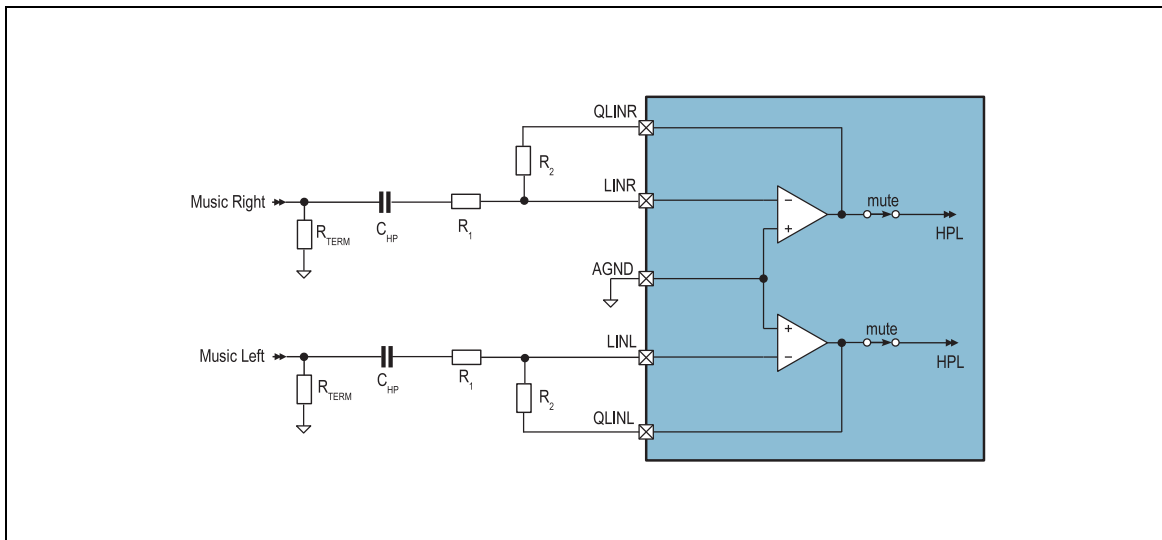 QLINR
R2
LINR
Music Right
mute
RTERM
CHP
R1
HPL
AGND
LINL
mute
Music Left
HPL
RTERM
CHP
R1
R2
QLINL
−
+
+
−